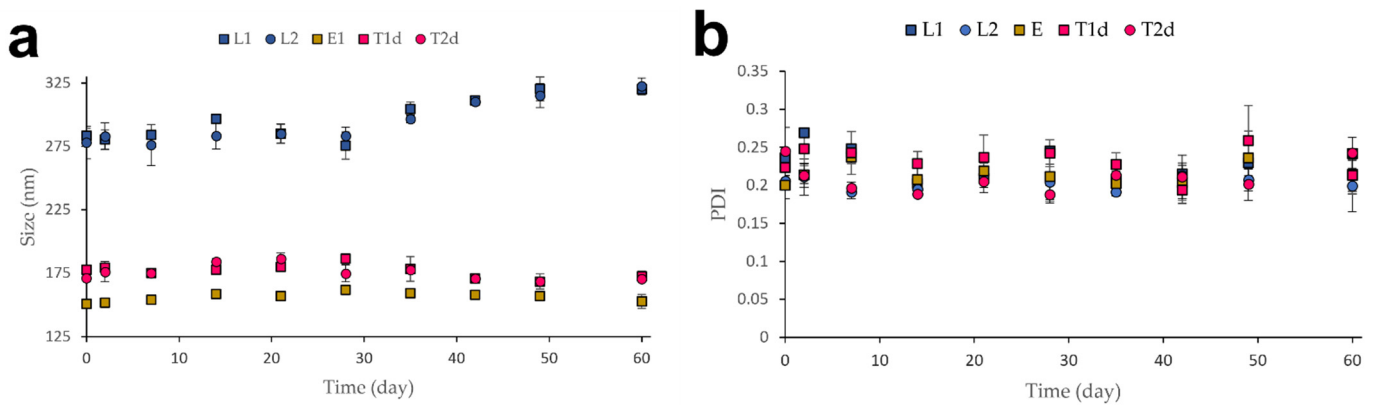 a
L1 L2 E1 T1d T2d
325
275
225
175
125
Size (nm)
0 10 20 30 40 50 60
Time (day)
b
L1 L2 E T1d T2d
0.35
0.3
0.25
0.2
0.15
0.1
0.05
0
PDI
0 10 20 30 40 50 60
Time (day)